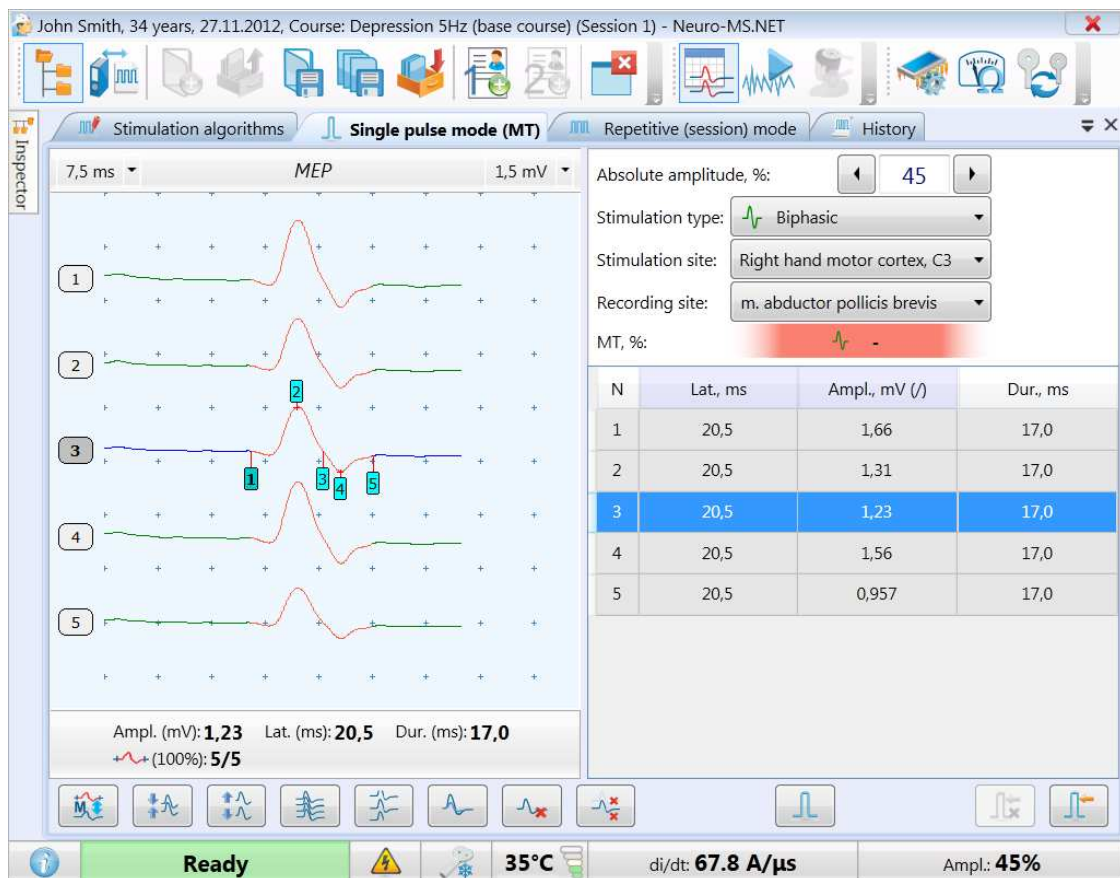 John Smith, 34 years, 27.11.2012, Course: Depression 5Hz (base course) (Session 1) - Neuro-MS.NET
Inspector
Stimulation algorithms Single pulse mode (MT) Repetitive (session) mode History
7,5 ms MEP 1,5 mV
1
2
2
3
1 3 4 5
4
5
Ampl. (mV): 1,23 Lat. (ms): 20,5 Dur. (ms): 17,0
(100%): 5/5
Absolute amplitude, %: 45
Stimulation type: Biphasic
Stimulation site: Right hand motor cortex, C3
Recording site: m. abductor pollicis brevis
MT, %: -
N Lat., ms Ampl., mV (/) Dur., ms
1 20,5 1,66 17,0
2 20,5 1,31 17,0
3 20,5 1,23 17,0
4 20,5 1,56 17,0
5 20,5 0,957 17,0
M
Ready 35°C di/dt: 67.8 A/µs Ampl.: 45%